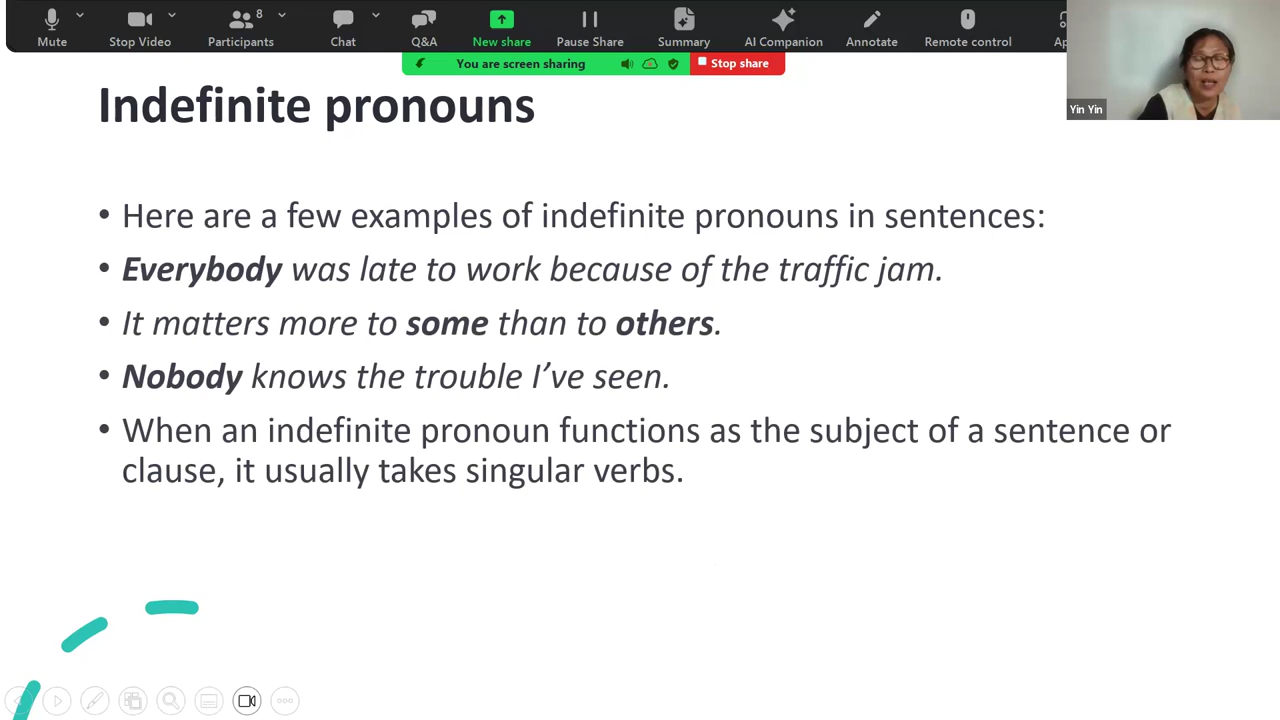 Mute
Stop Video
Participants
8
Chat
Q&A
New share
Pause Share
Summary
AI Companion
Annotate
Remote control
Ap
You are screen sharing
Stop share
Yin Yin
Indefinite pronouns
• Here are a few examples of indefinite pronouns in sentences:
• Everybody was late to work because of the traffic jam.
• It matters more to some than to others.
• Nobody knows the trouble I’ve seen.
• When an indefinite pronoun functions as the subject of a sentence or
clause, it usually takes singular verbs.